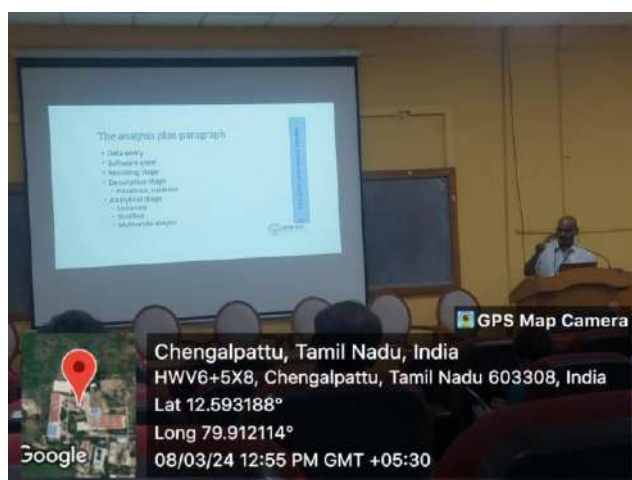 The analysis plan paragraph
• Data entry
• Software used
• Recoding stage
• Descriptive stage
• Analytical stage
• Univariate
• Stratified
• Multivariate analysis
GPS Map Camera
Chengalpattu, Tamil Nadu, India
HWV6+5X8, Chengalpattu, Tamil Nadu 603308, India
Lat 12.593188°
Long 79.912114°
08/03/24 12:55 PM GMT +05:30
Google